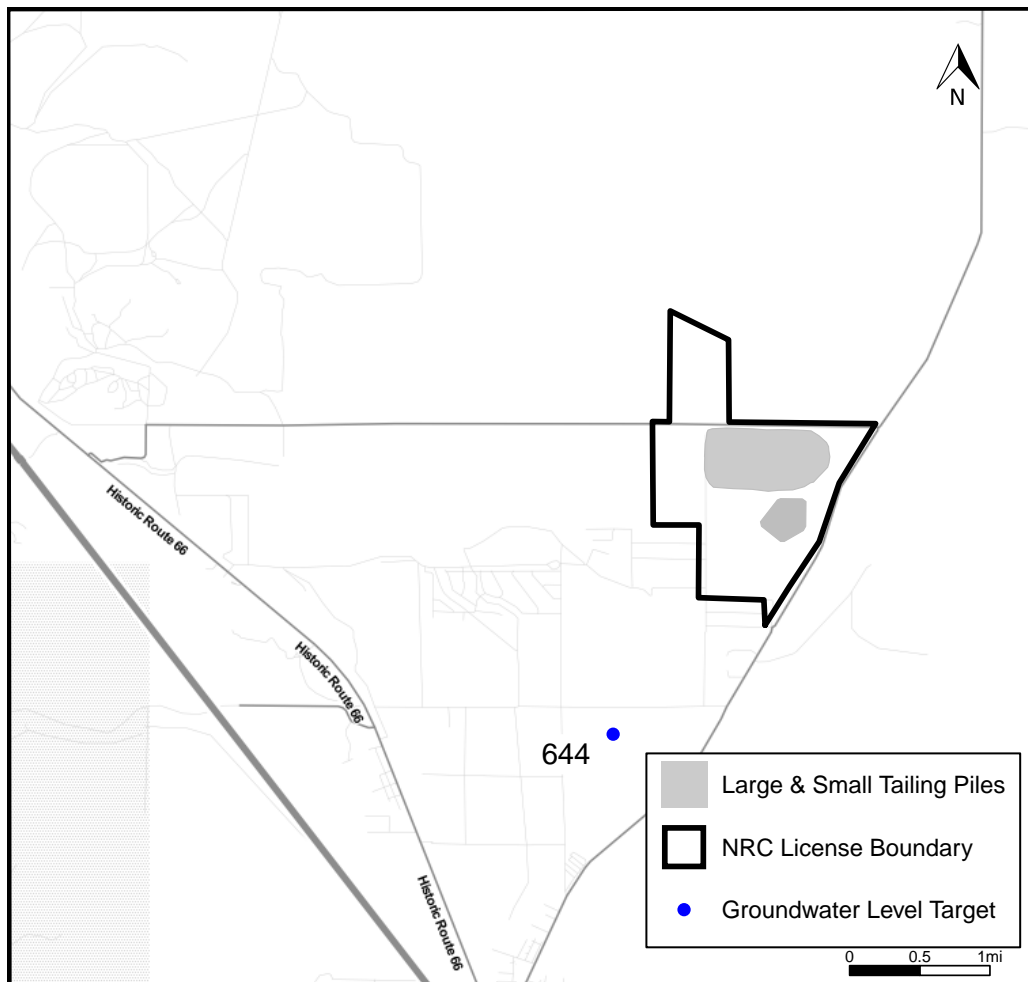 N
Historic Route 66
Historic Route 66
644
Large & Small Tailing Piles
NRC License Boundary
Historic Route 66
Groundwater Level Target
0 0.5 1mi